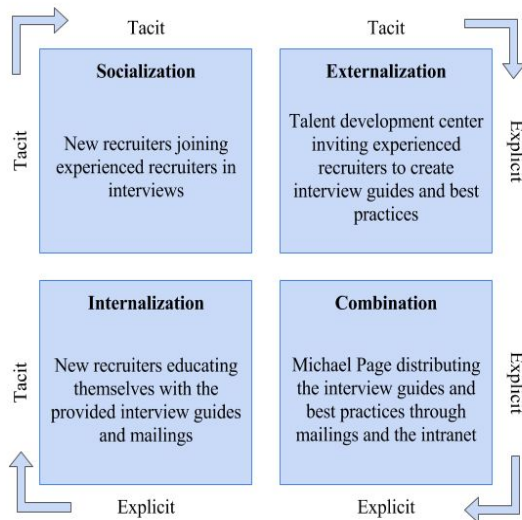 Tacit
Tacit
Tacit
Socialization
New recruiters joining
experienced recruiters in
interviews
Externalization
Talent development center
inviting experienced
recruiters to create
interview guides and best
practices
Explicit
Tacit
Internalization
New recruiters educating
themselves with the
provided interview guides
and mailings
Combination
Michael Page distributing
the interview guides and
best practices through
mailings and the intranet
Explicit
Explicit
Explicit